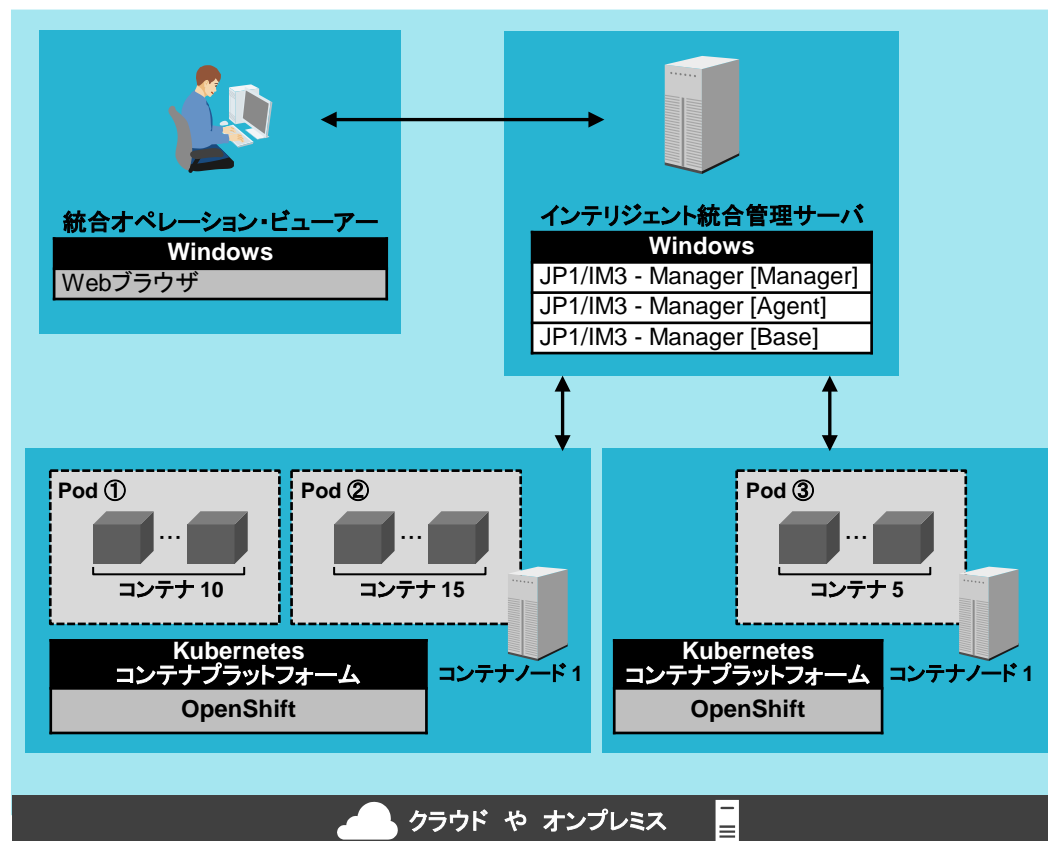 統合オペレーション・ビューアー
Windows
Webブラウザ
インテリジェント統合管理サーバ
Windows
JP1/IM3 - Manager [Manager]
JP1/IM3 - Manager [Agent]
JP1/IM3 - Manager [Base]
Pod ①
…
コンテナ 10
Pod ②
…
コンテナ 15
Kubernetes
コンテナプラットフォーム
OpenShift
コンテナノード 1
Pod ③
…
コンテナ 5
Kubernetes
コンテナプラットフォーム
OpenShift
コンテナノード 1
クラウド や オンプレミス